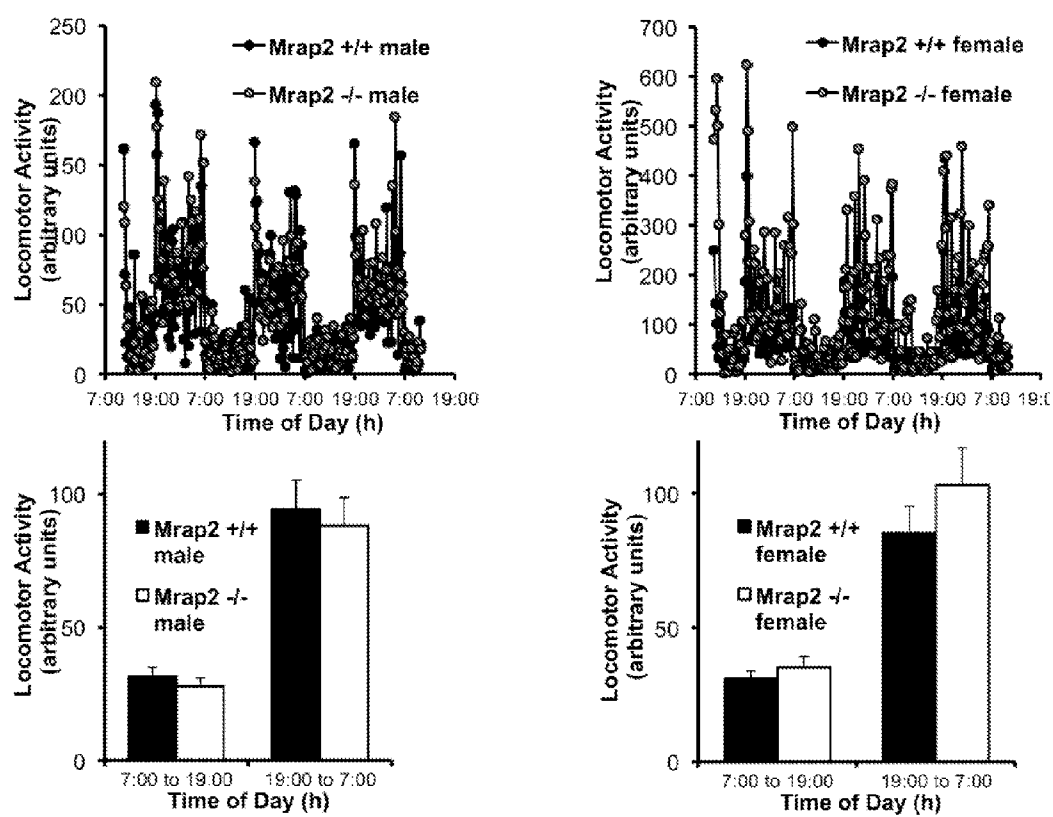 250
200
150
100
50
0
Locomotor Activity
(arbitrary units)
Mrap2 +/+ male
Mrap2 -/- male
7:00 19:00 7:00 19:00 7:00 19:00 7:00 19:00
Time of Day (h)
700
600
500
400
300
200
100
0
Locomotor Activity
(arbitrary units)
Mrap2 +/+ female
Mrap2 -/- female
7:00 19:00 7:00 19:00 7:00 19:00 7:00 19:0
Time of Day (h)
100
50
0
Locomotor Activity
(arbitrary units)
Mrap2 +/+
male
Mrap2 -/-
male
7:00 to 19:00 19:00 to 7:00
Time of Day (h)
100
50
0
Locomotor Activity
(arbitrary units)
Mrap2 +/+
female
Mrap2 -/-
female
7:00 to 19:00 19:00 to 7:00
Time of Day (h)